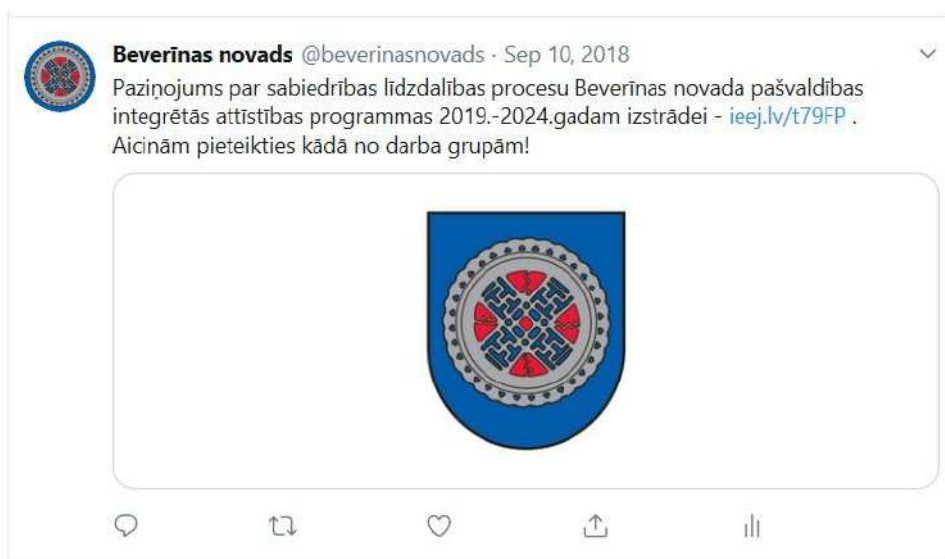 Beverīnas novads @beverinasnovads · Sep 10, 2018
Paziņojums par sabiedrības līdzdalības procesu Beverīnas novada pašvaldības
integrētās attīstības programmas 2019.-2024.gadam izstrādei - ieej.lv/t79FP .
Aicinām pieteikties kādā no darba grupām!